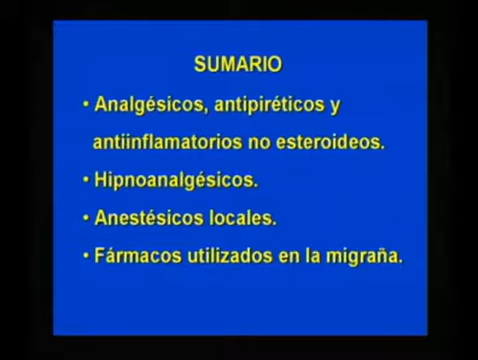 SUMARIO
• Analgésicos, antipiréticos y
antiinflamatorios no esteroideos.
• Hipnoanalgésicos.
• Anestésicos locales.
• Fármacos utilizados en la migraña.